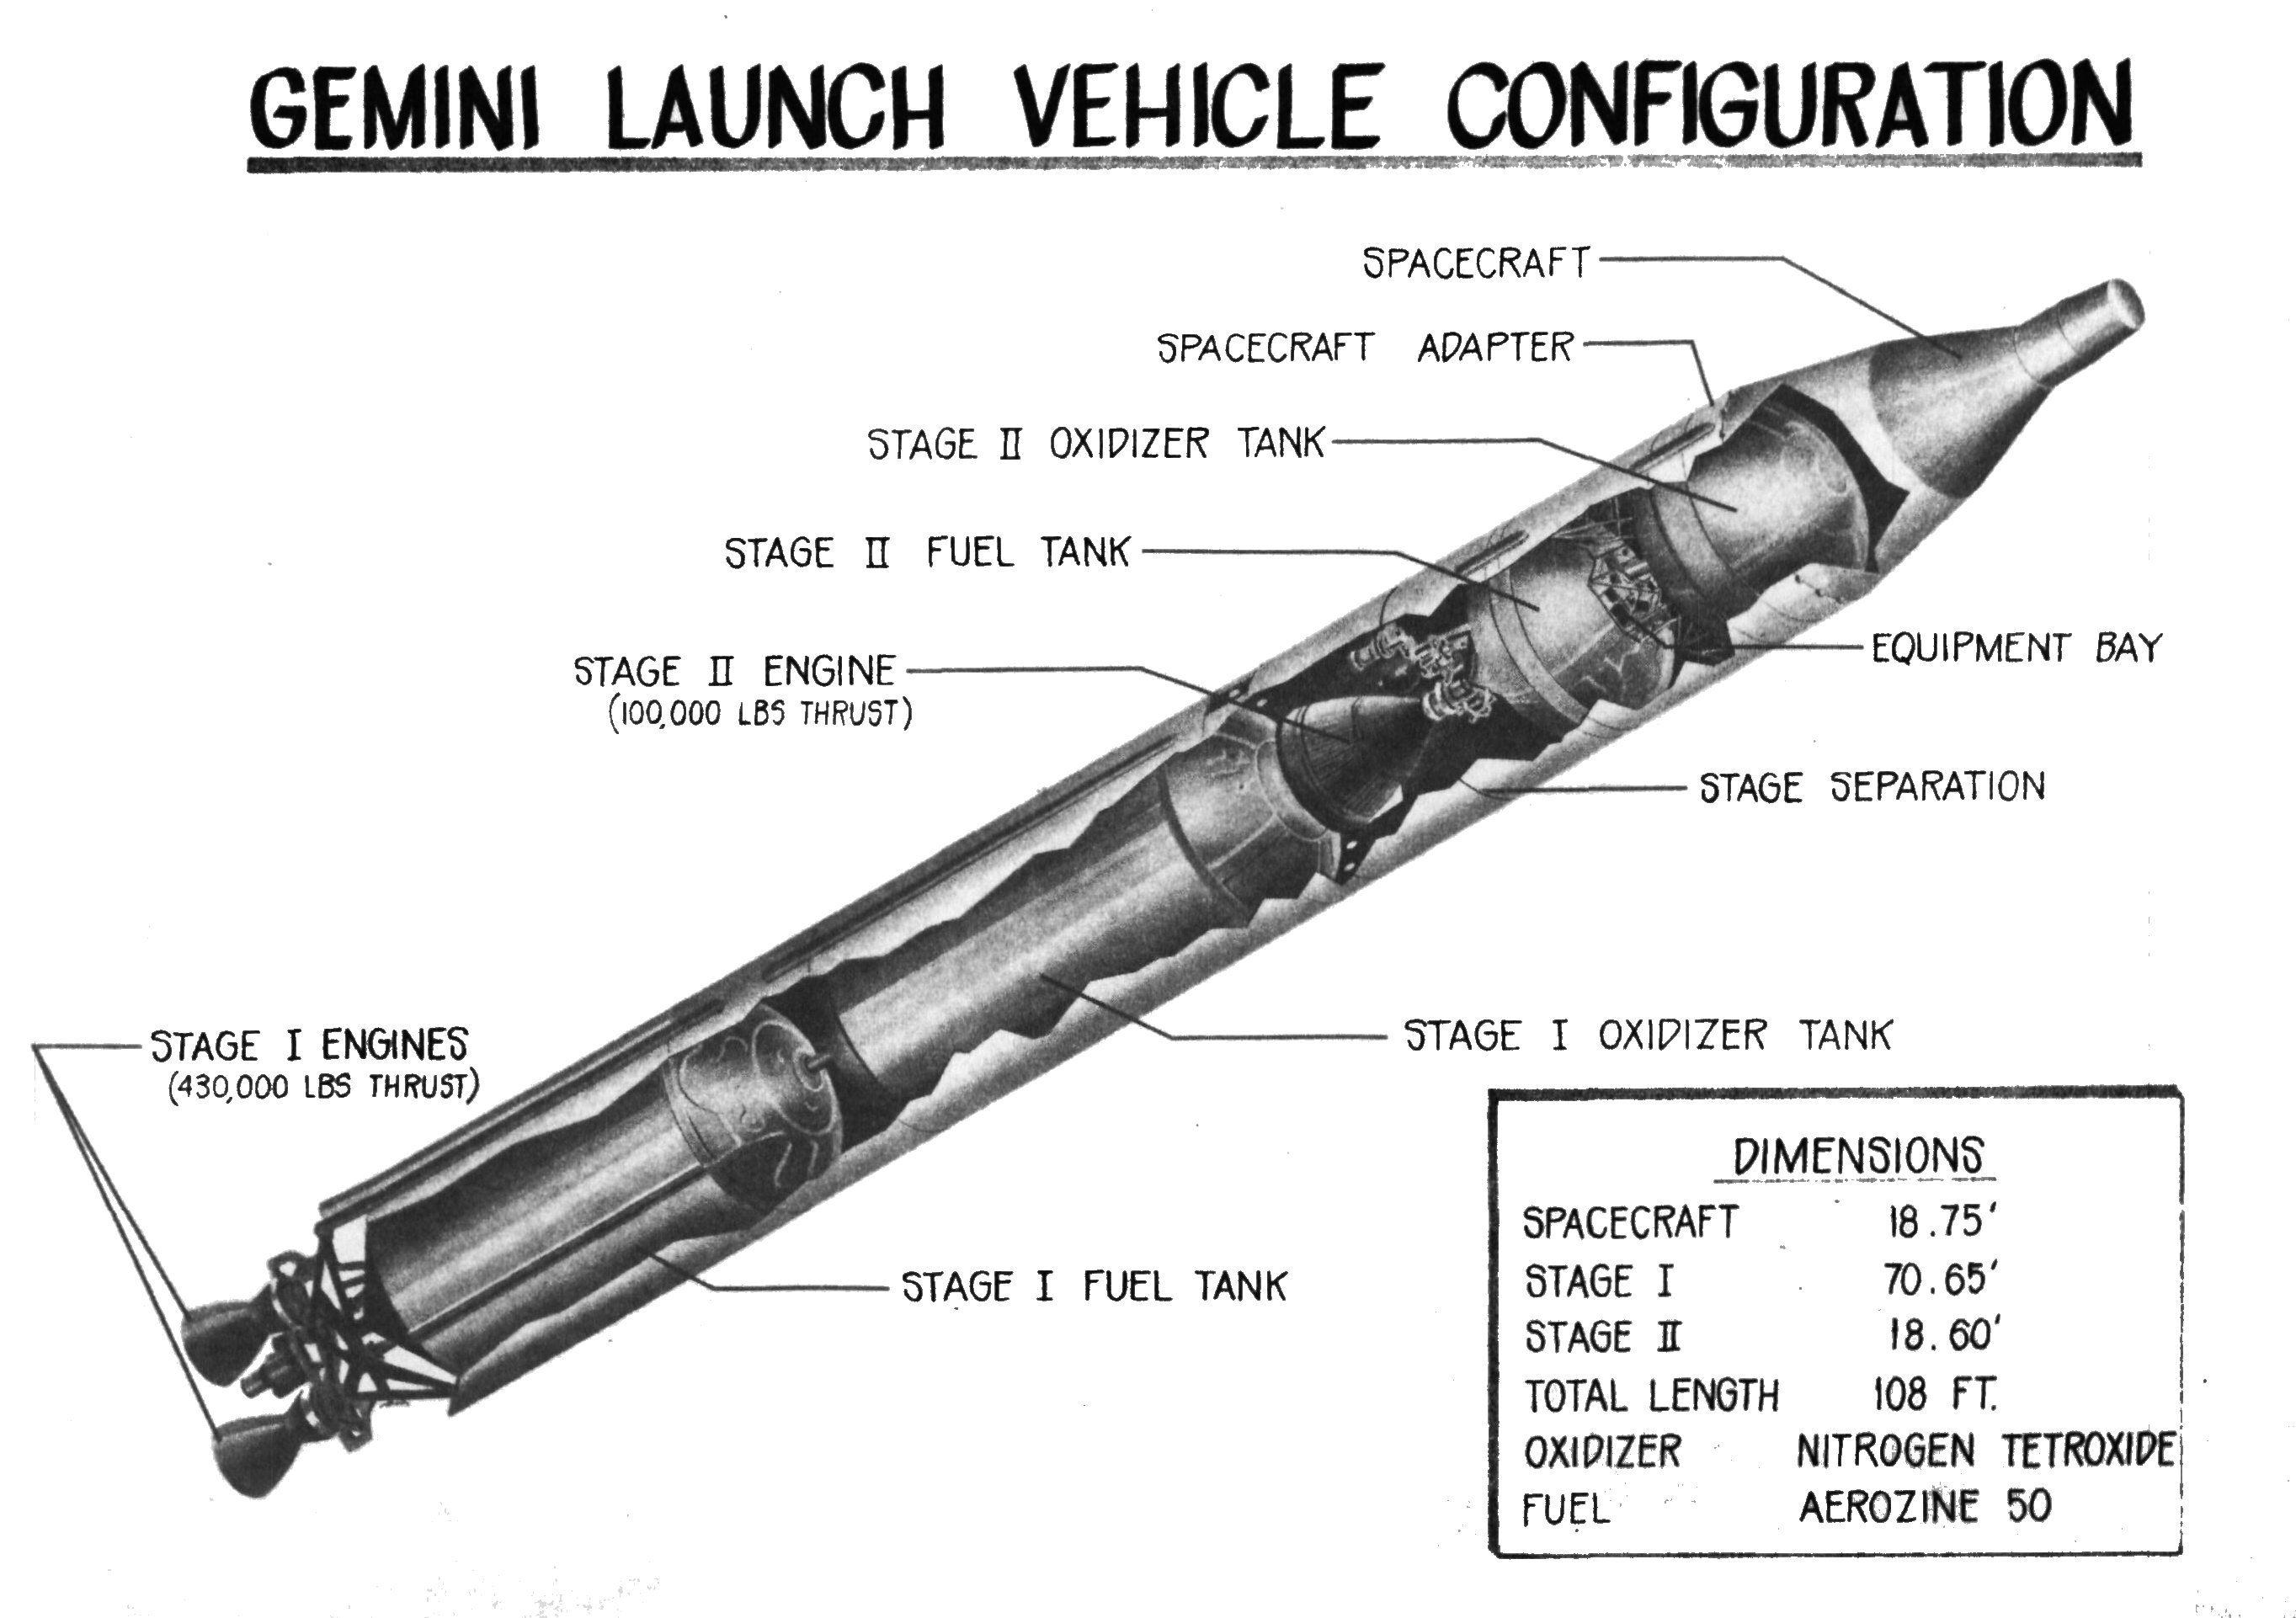 GEMINI LAUNCH VEHICLE CONFIGURATION
SPACECRAFT
SPACECRAFT ADAPTER
STAGE II OXIDIZER TANK
STAGE II FUEL TANK
EQUIPMENT BAY
STAGE II ENGINE
(100,000 LBS THRUST)
STAGE SEPARATION
STAGE I ENGINES
(430,000 LBS THRUST)
STAGE I OXIDIZER TANK
STAGE I FUEL TANK
DIMENSIONS
SPACECRAFT 18.75'
STAGE I 70.65'
STAGE II 18.60'
TOTAL LENGTH 108 FT.
OXIDIZER NITROGEN TETROXIDE
FUEL AEROZINE 50